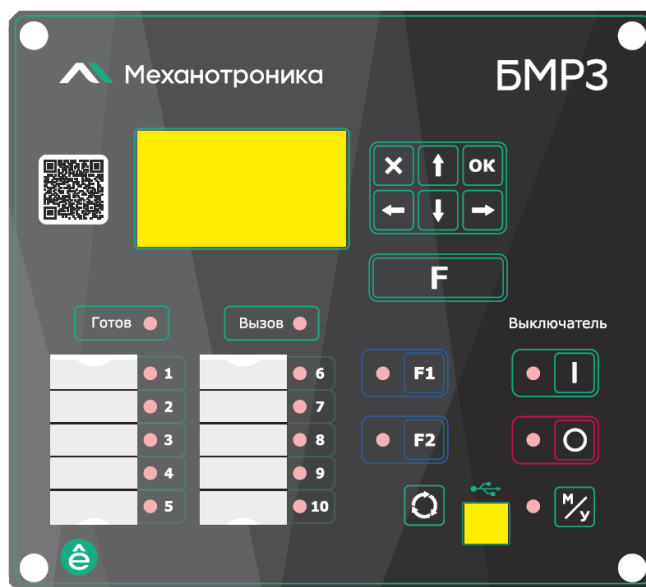 Механотроника
БМРЗ
OK
F
Готов
Вызов
Выключатель
1
6
F1
I
2
7
3
8
F2
O
4
9
5
10
М/У
ê